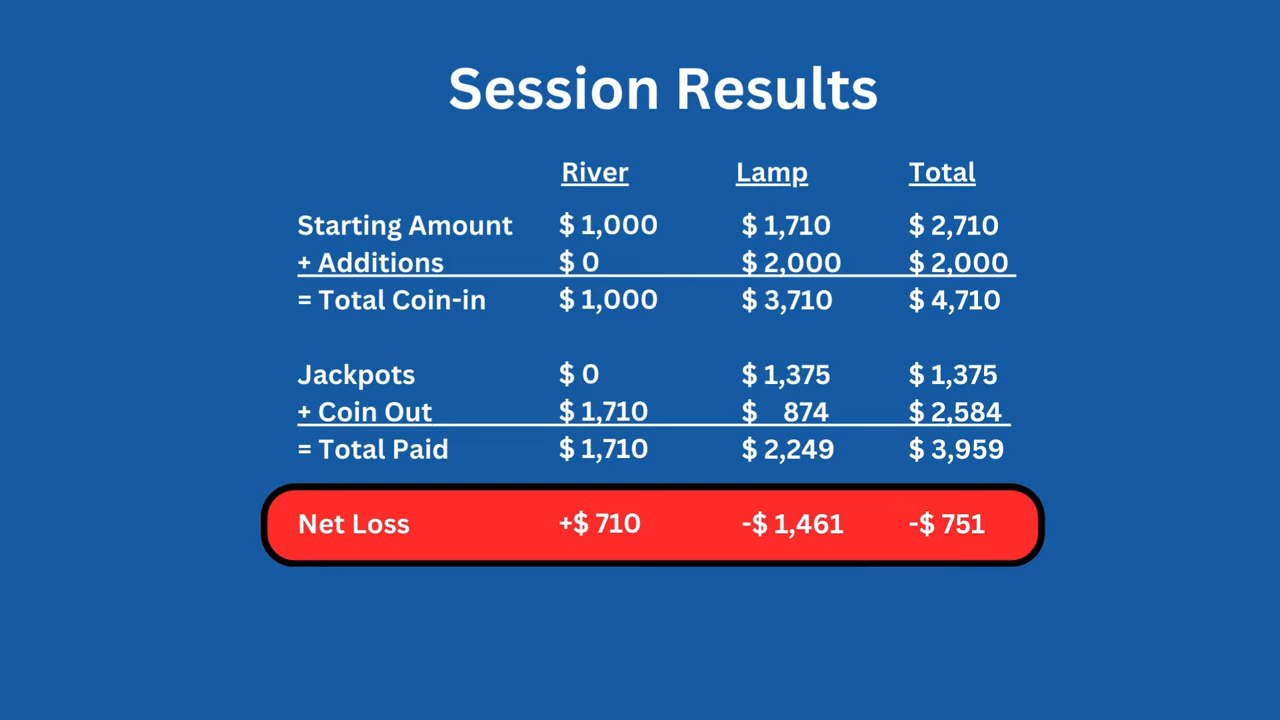 Session Results
River Lamp Total
Starting Amount $ 1,000 $ 1,710 $ 2,710
+ Additions $ 0 $ 2,000 $ 2,000
= Total Coin-in $ 1,000 $ 3,710 $ 4,710
Jackpots $ 0 $ 1,375 $ 1,375
+ Coin Out $ 1,710 $ 874 $ 2,584
= Total Paid $ 1,710 $ 2,249 $ 3,959
Net Loss +$ 710 -$ 1,461 -$ 751